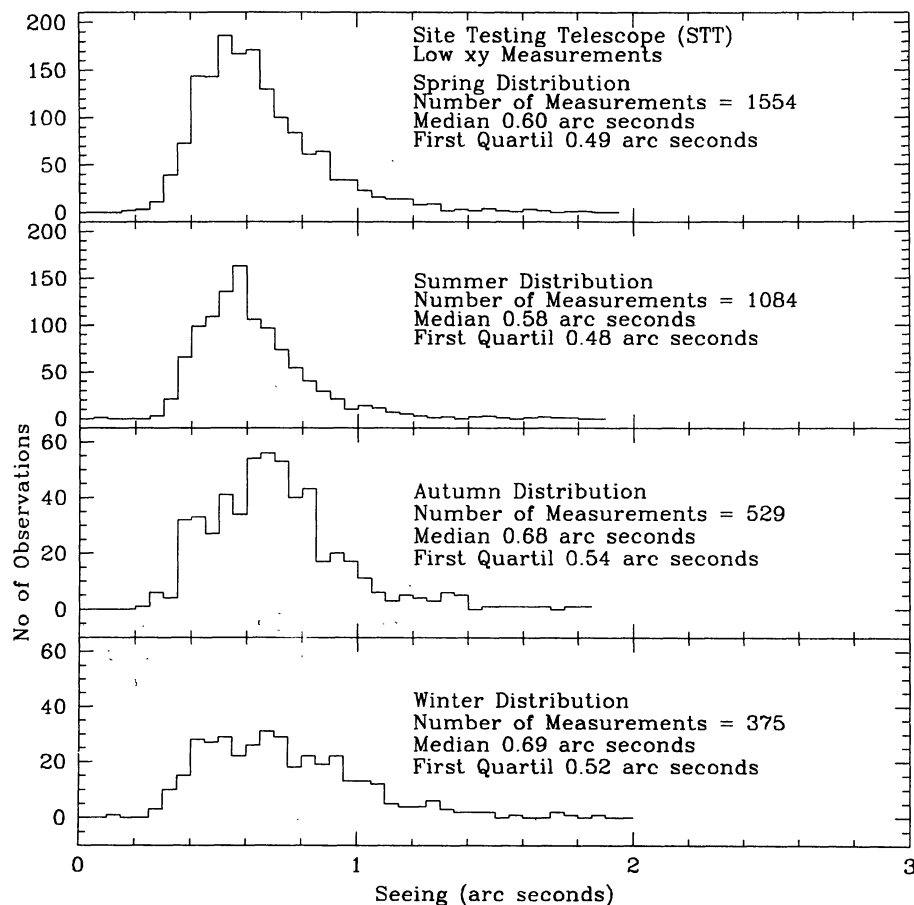 200
150
100
50
0
Site Testing Telescope (STT)
Low xy Measurements
Spring Distribution
Number of Measurements = 1554
Median 0.60 arc seconds
First Quartil 0.49 arc seconds
200
150
100
50
0
Summer Distribution
Number of Measurements = 1084
Median 0.58 arc seconds
First Quartil 0.48 arc seconds
No of Observations
60
40
20
0
Autumn Distribution
Number of Measurements = 529
Median 0.68 arc seconds
First Quartil 0.54 arc seconds
60
40
20
0
Winter Distribution
Number of Measurements = 375
Median 0.69 arc seconds
First Quartil 0.52 arc seconds
0 1 2 3
Seeing (arc seconds)